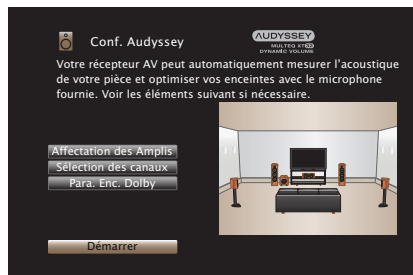 Conf. Audyssey
AUDYSSEY
MULTEQ XT32
DYNAMIC VOLUME
Votre récepteur AV peut automatiquement mesurer l'acoustique
de votre pièce et optimiser vos enceintes avec le microphone
fournie. Voir les éléments suivant si nécessaire.
Affectation des Amplis
Sélection des canaux
Para. Enc. Dolby
Démarrer